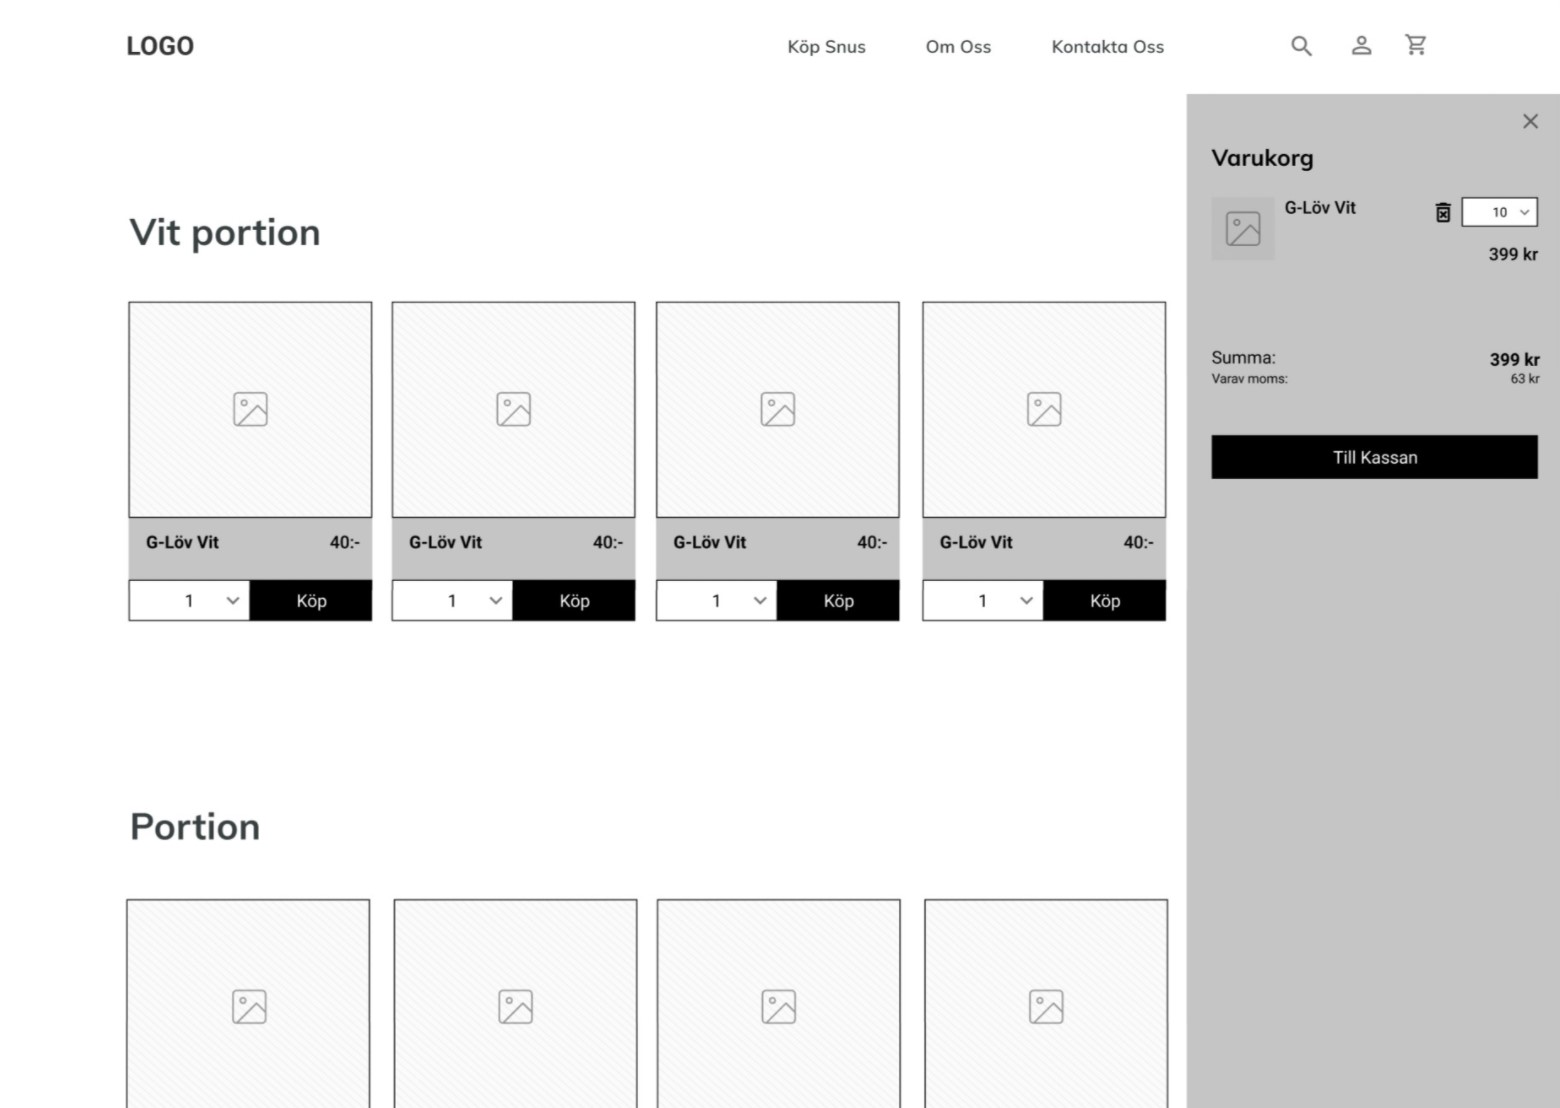 LOGO
Köp Snus
Om Oss
Kontakta Oss
Varukorg
G-Löv Vit
10
399 kr
Summa:
399 kr
Varav moms:
63 kr
Till Kassan
Vit portion
G-Löv Vit
40:-
G-Löv Vit
40:-
G-Löv Vit
40:-
G-Löv Vit
40:-
1
Köp
1
Köp
1
Köp
1
Köp
Portion